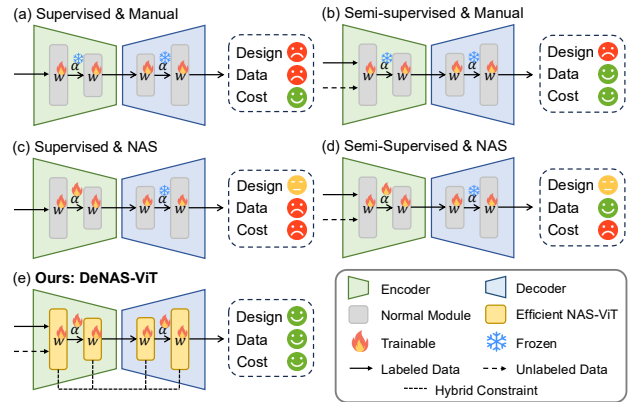 (a) Supervised & Manual
w α w w α w
Design
Data
Cost
(b) Semi-supervised & Manual
w α w w α w
Design
Data
Cost
(c) Supervised & NAS
w α w w α w
Design
Data
Cost
(d) Semi-Supervised & NAS
w α w w α w
Design
Data
Cost
(e) Ours: DeNAS-ViT
w α w w α w
Design
Data
Cost
Encoder
Decoder
Normal Module
Efficient NAS-ViT
Trainable
Frozen
Labeled Data
Unlabeled Data
Hybrid Constraint